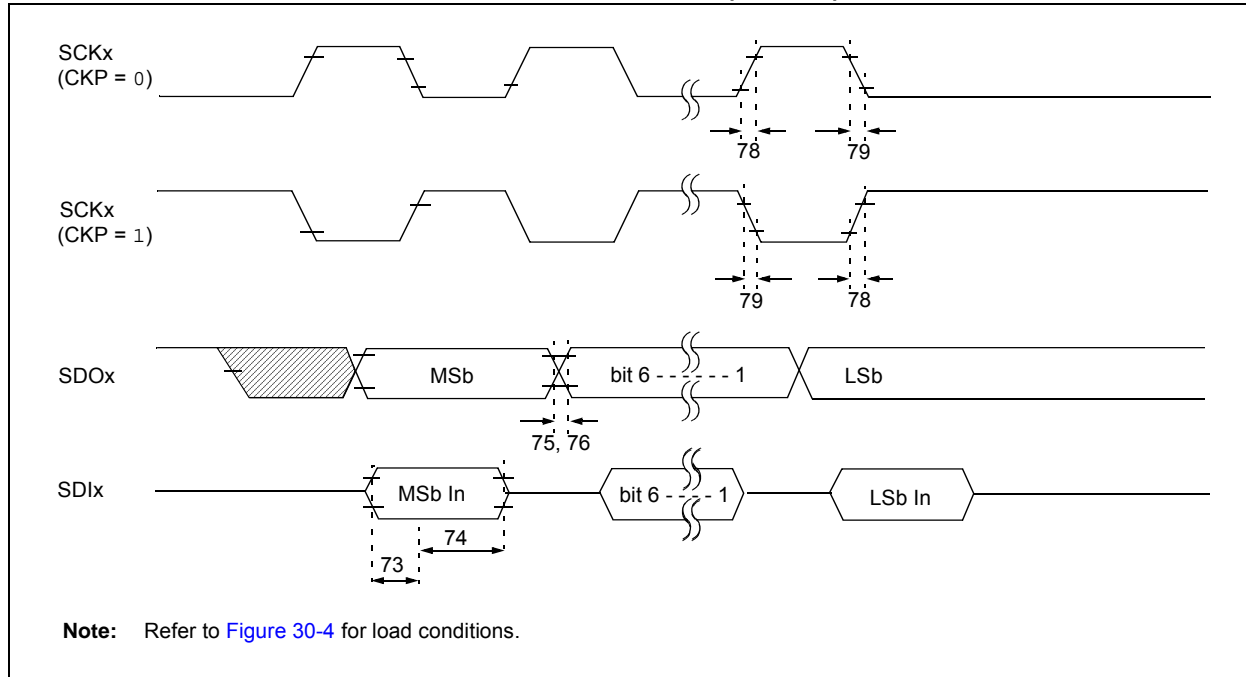 SCKx
(CKP = 0)
78
79
SCKx
(CKP = 1)
79
78
SDOx
MSb
bit 6 - - - - - - 1
LSb
75, 76
SDIx
MSb In
bit 6 - - - - 1
LSb In
74
73
Note: Refer to Figure 30-4 for load conditions.